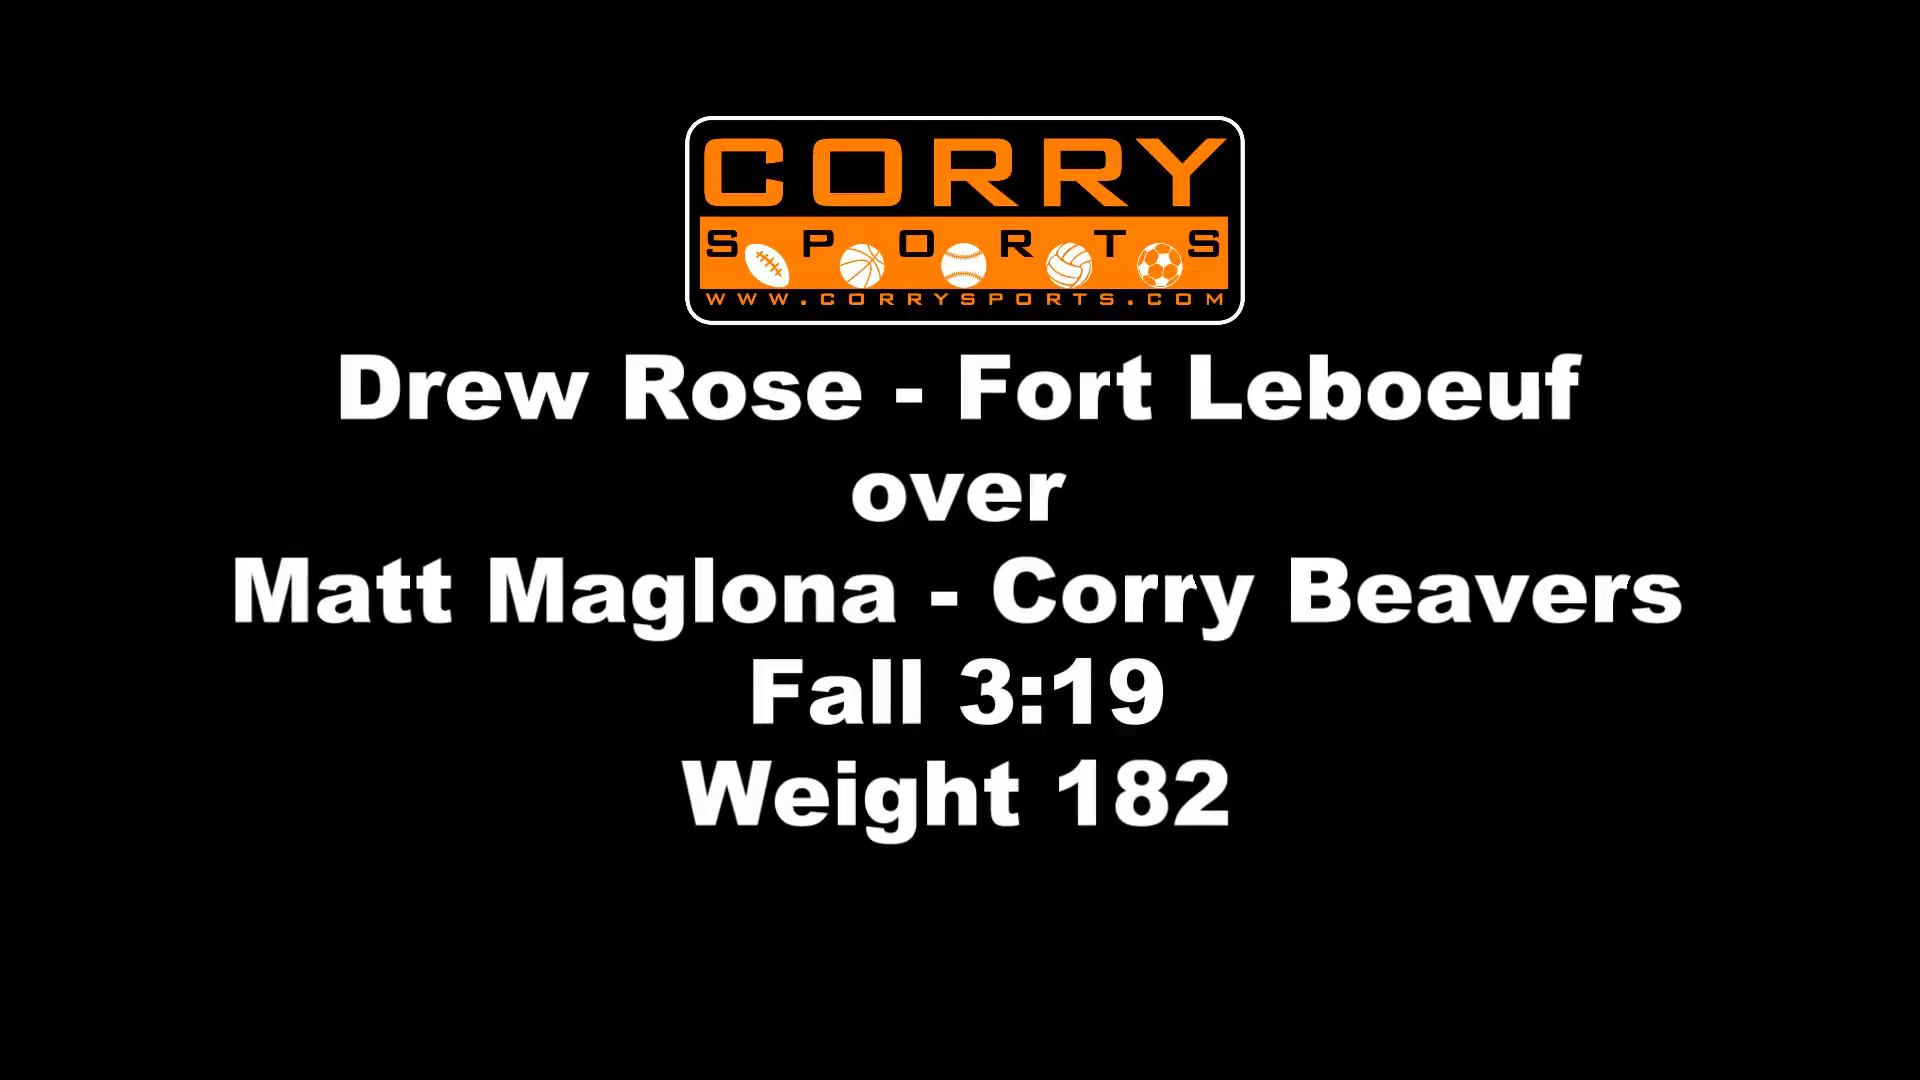 CORRY
SPORTS
WWW.CORRYSPORTS.COM
Drew Rose - Fort Leboeuf
over
Matt Maglona - Corry Beavers
Fall 3:19
Weight 182